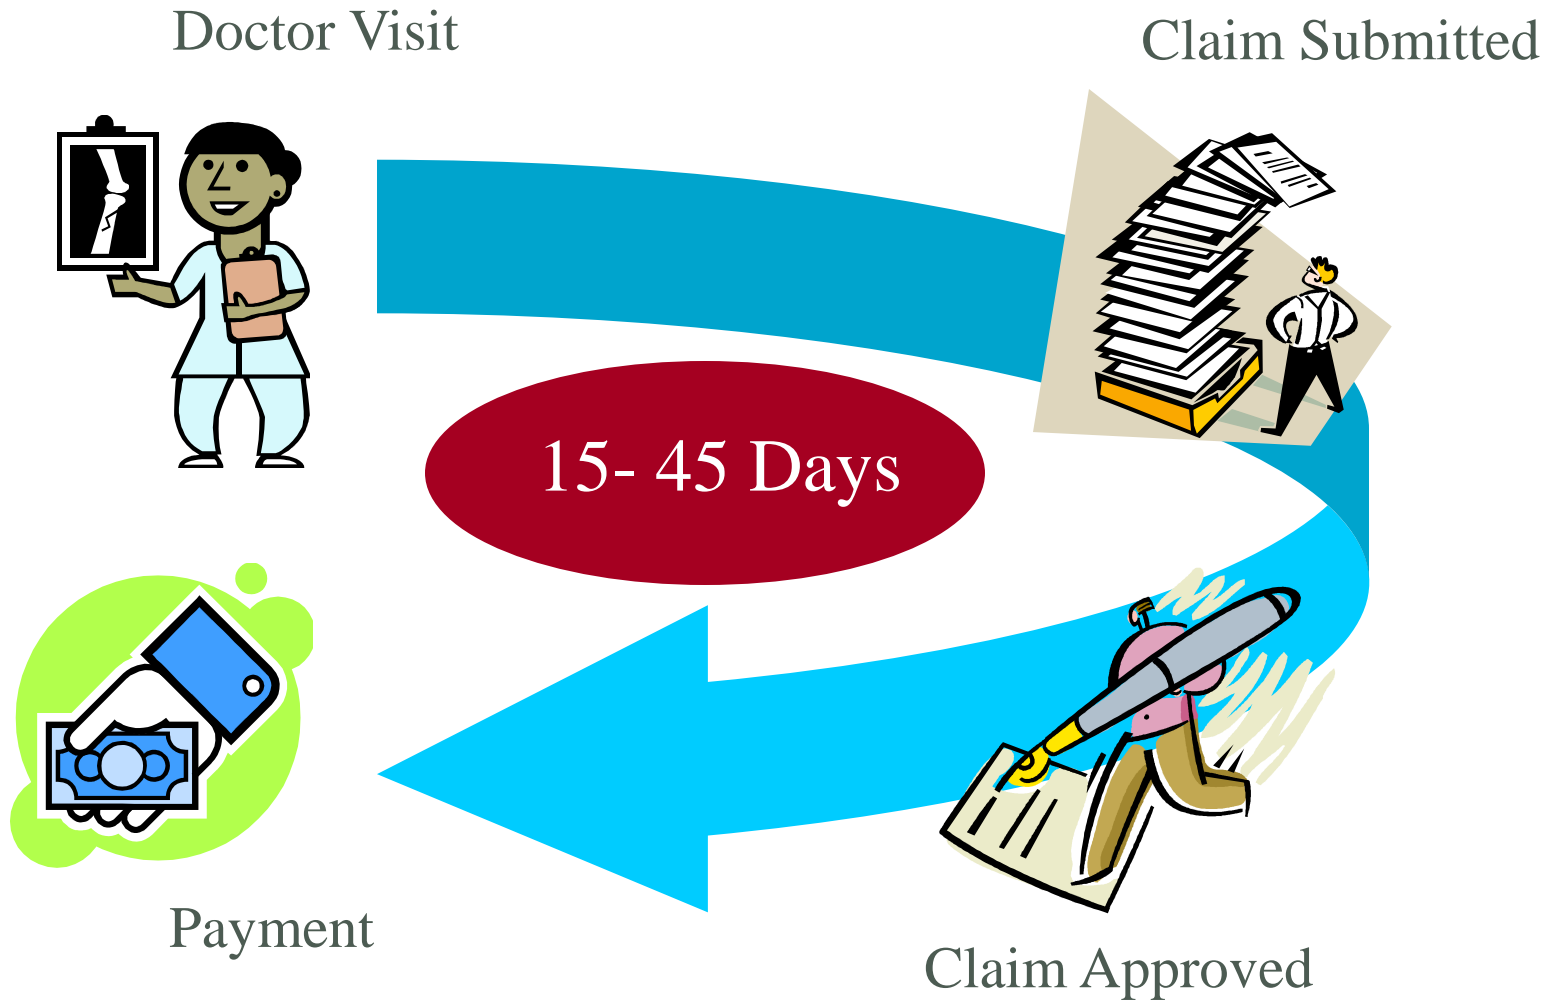 Doctor Visit
Claim Submitted
15- 45 Days
Payment
Claim Approved